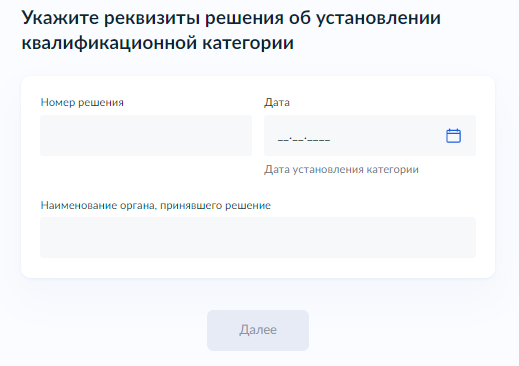 Укажите реквизиты решения об установлении
квалификационной категории
Номер решения
Дата
__.__.____
Дата установления категории
Наименование органа, принявшего решение
Далее